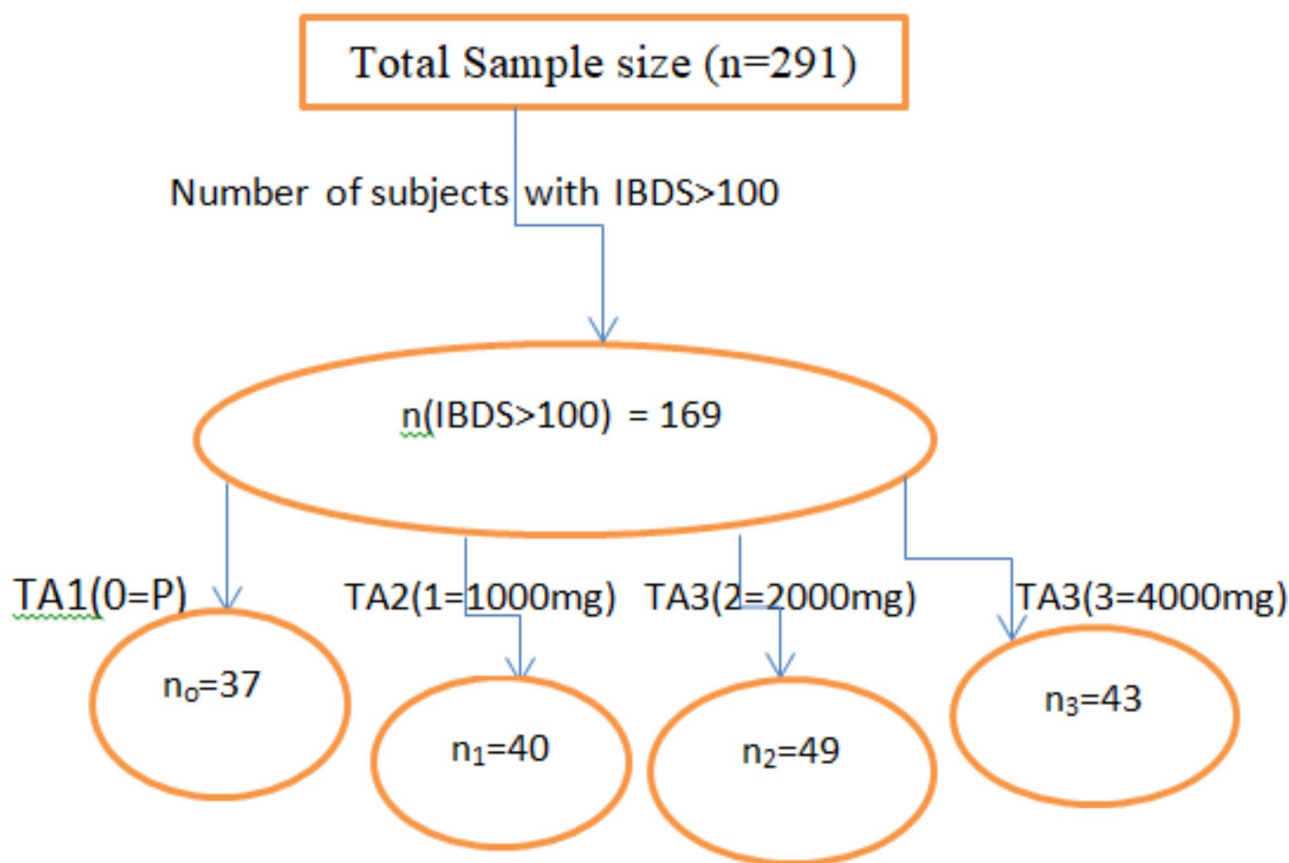 Total Sample size (n=291)
Number of subjects with IBDS>100
n(IBDS>100) = 169
TA1(0=P)
TA2(1=1000mg)
TA3(2=2000mg)
TA3(3=4000mg)
nₒ=37
n₁=40
n₂=49
n₃=43